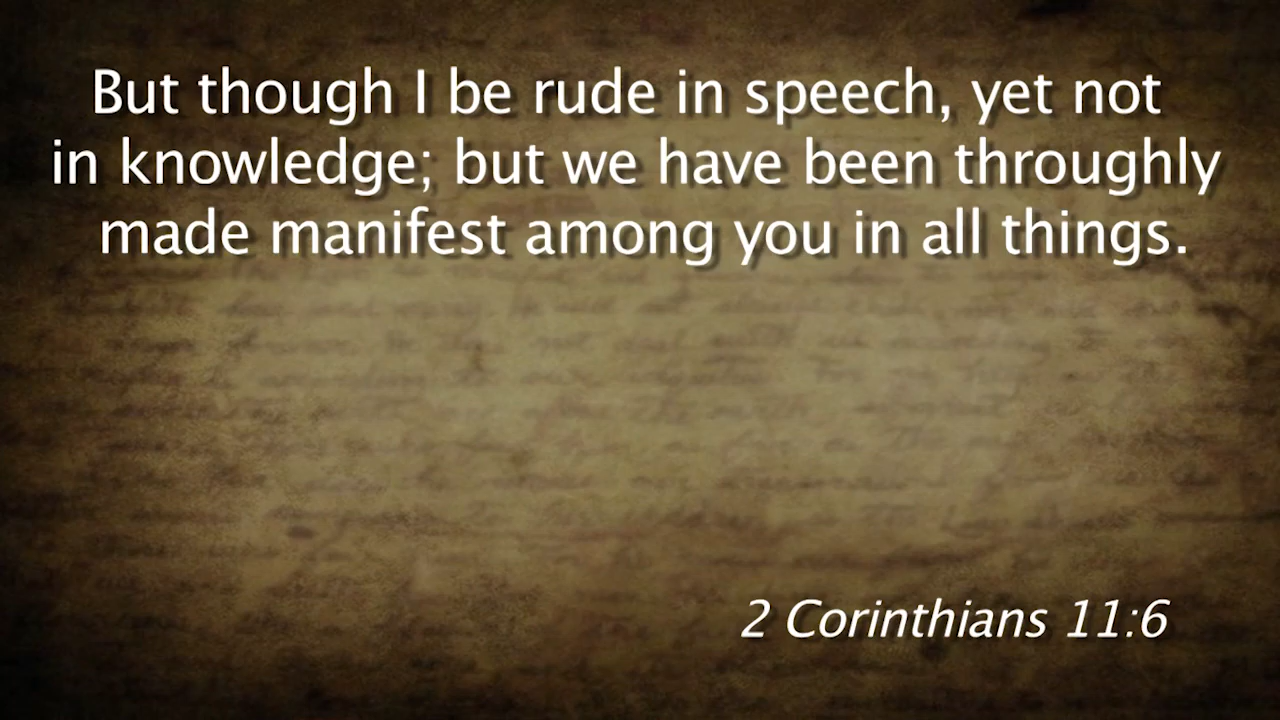 But though I be rude in speech, yet not
in knowledge; but we have been throughly
made manifest among you in all things.
2 Corinthians 11:6